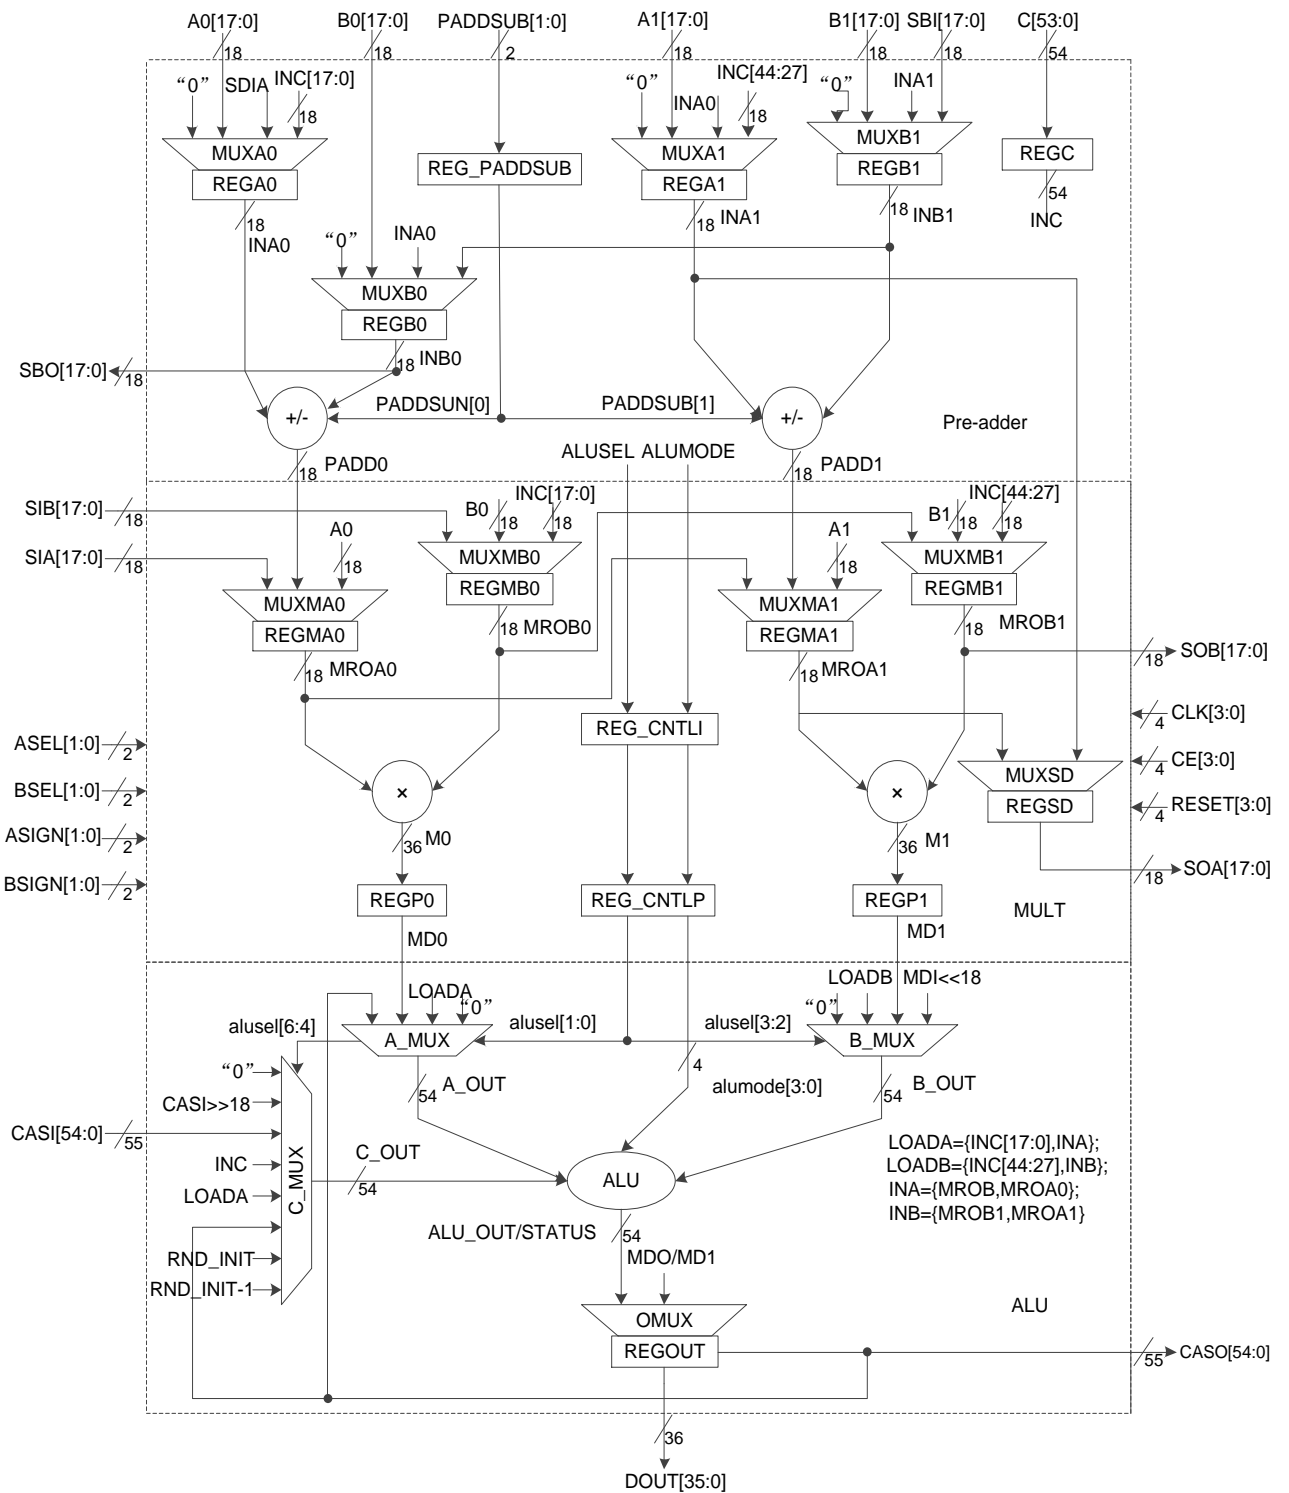 A0[17:0] B0[17:0] PADDSUB[1:0] A1[17:0] B1[17:0] SBI[17:0] C[53:0]
18 18 2 18 18 18 54
“0” SDIA INC[17:0] 18
“0” INA0 INC[44:27] 18
“0” INA1
MUXA0 MUXA1 MUXB1
REGA0 REG_PADDSUB REGA1 REGB1 REGC
18 INA0
18 INA1
18 INB1
54
INC
“0” INA0
MUXB0
REGB0
18 INB0
SBO[17:0] 18
PADDSUN[0] PADDSUB[1]
+/- +/-
Pre-adder
ALUSEL ALUMODE
18 PADD0
18 PADD1
SIB[17:0] 18
B0 18 INC[17:0] 18
B1 18 INC[44:27] 18
SIA[17:0] 18
A0 18
A1 18
MUXMB0 MUXMB1
REGMB0 REGMB1
MUXMA0 MUXMA1
REGMA0 REGMA1
18 MROB0
18 MROB1
18 MROA0
18 MROA1
18 SOB[17:0]
4 CLK[3:0]
REG_CNTLI
ASEL[1:0] 2
4 CE[3:0]
MUXSD
BSEL[1:0] 2
× ×
REGSD
4 RESET[3:0]
ASIGN[1:0] 2
36 M0
36 M1
18 SOA[17:0]
BSIGN[1:0] 2
REGP0 REG_CNTLP REGP1
MULT
MD0 MD1
LOADA “0”
“0” LOADB MDI<<18
alusel[6:4] A_MUX alusel[1:0] alusel[3:2] B_MUX
“0”
4
alumode[3:0]
54 A_OUT
54 B_OUT
CASI>>18
CASI[54:0] 55
C_MUX
C_OUT
54
INC
LOADA
RND_INIT
RND_INIT-1
ALU
LOADA={INC[17:0],INA};
LOADB={INC[44:27],INB};
INA={MROB,MROA0};
INB={MROB1,MROA1}
ALU_OUT/STATUS 54
MDO/MD1
OMUX
REGOUT
ALU
55 CASO[54:0]
36
DOUT[35:0]